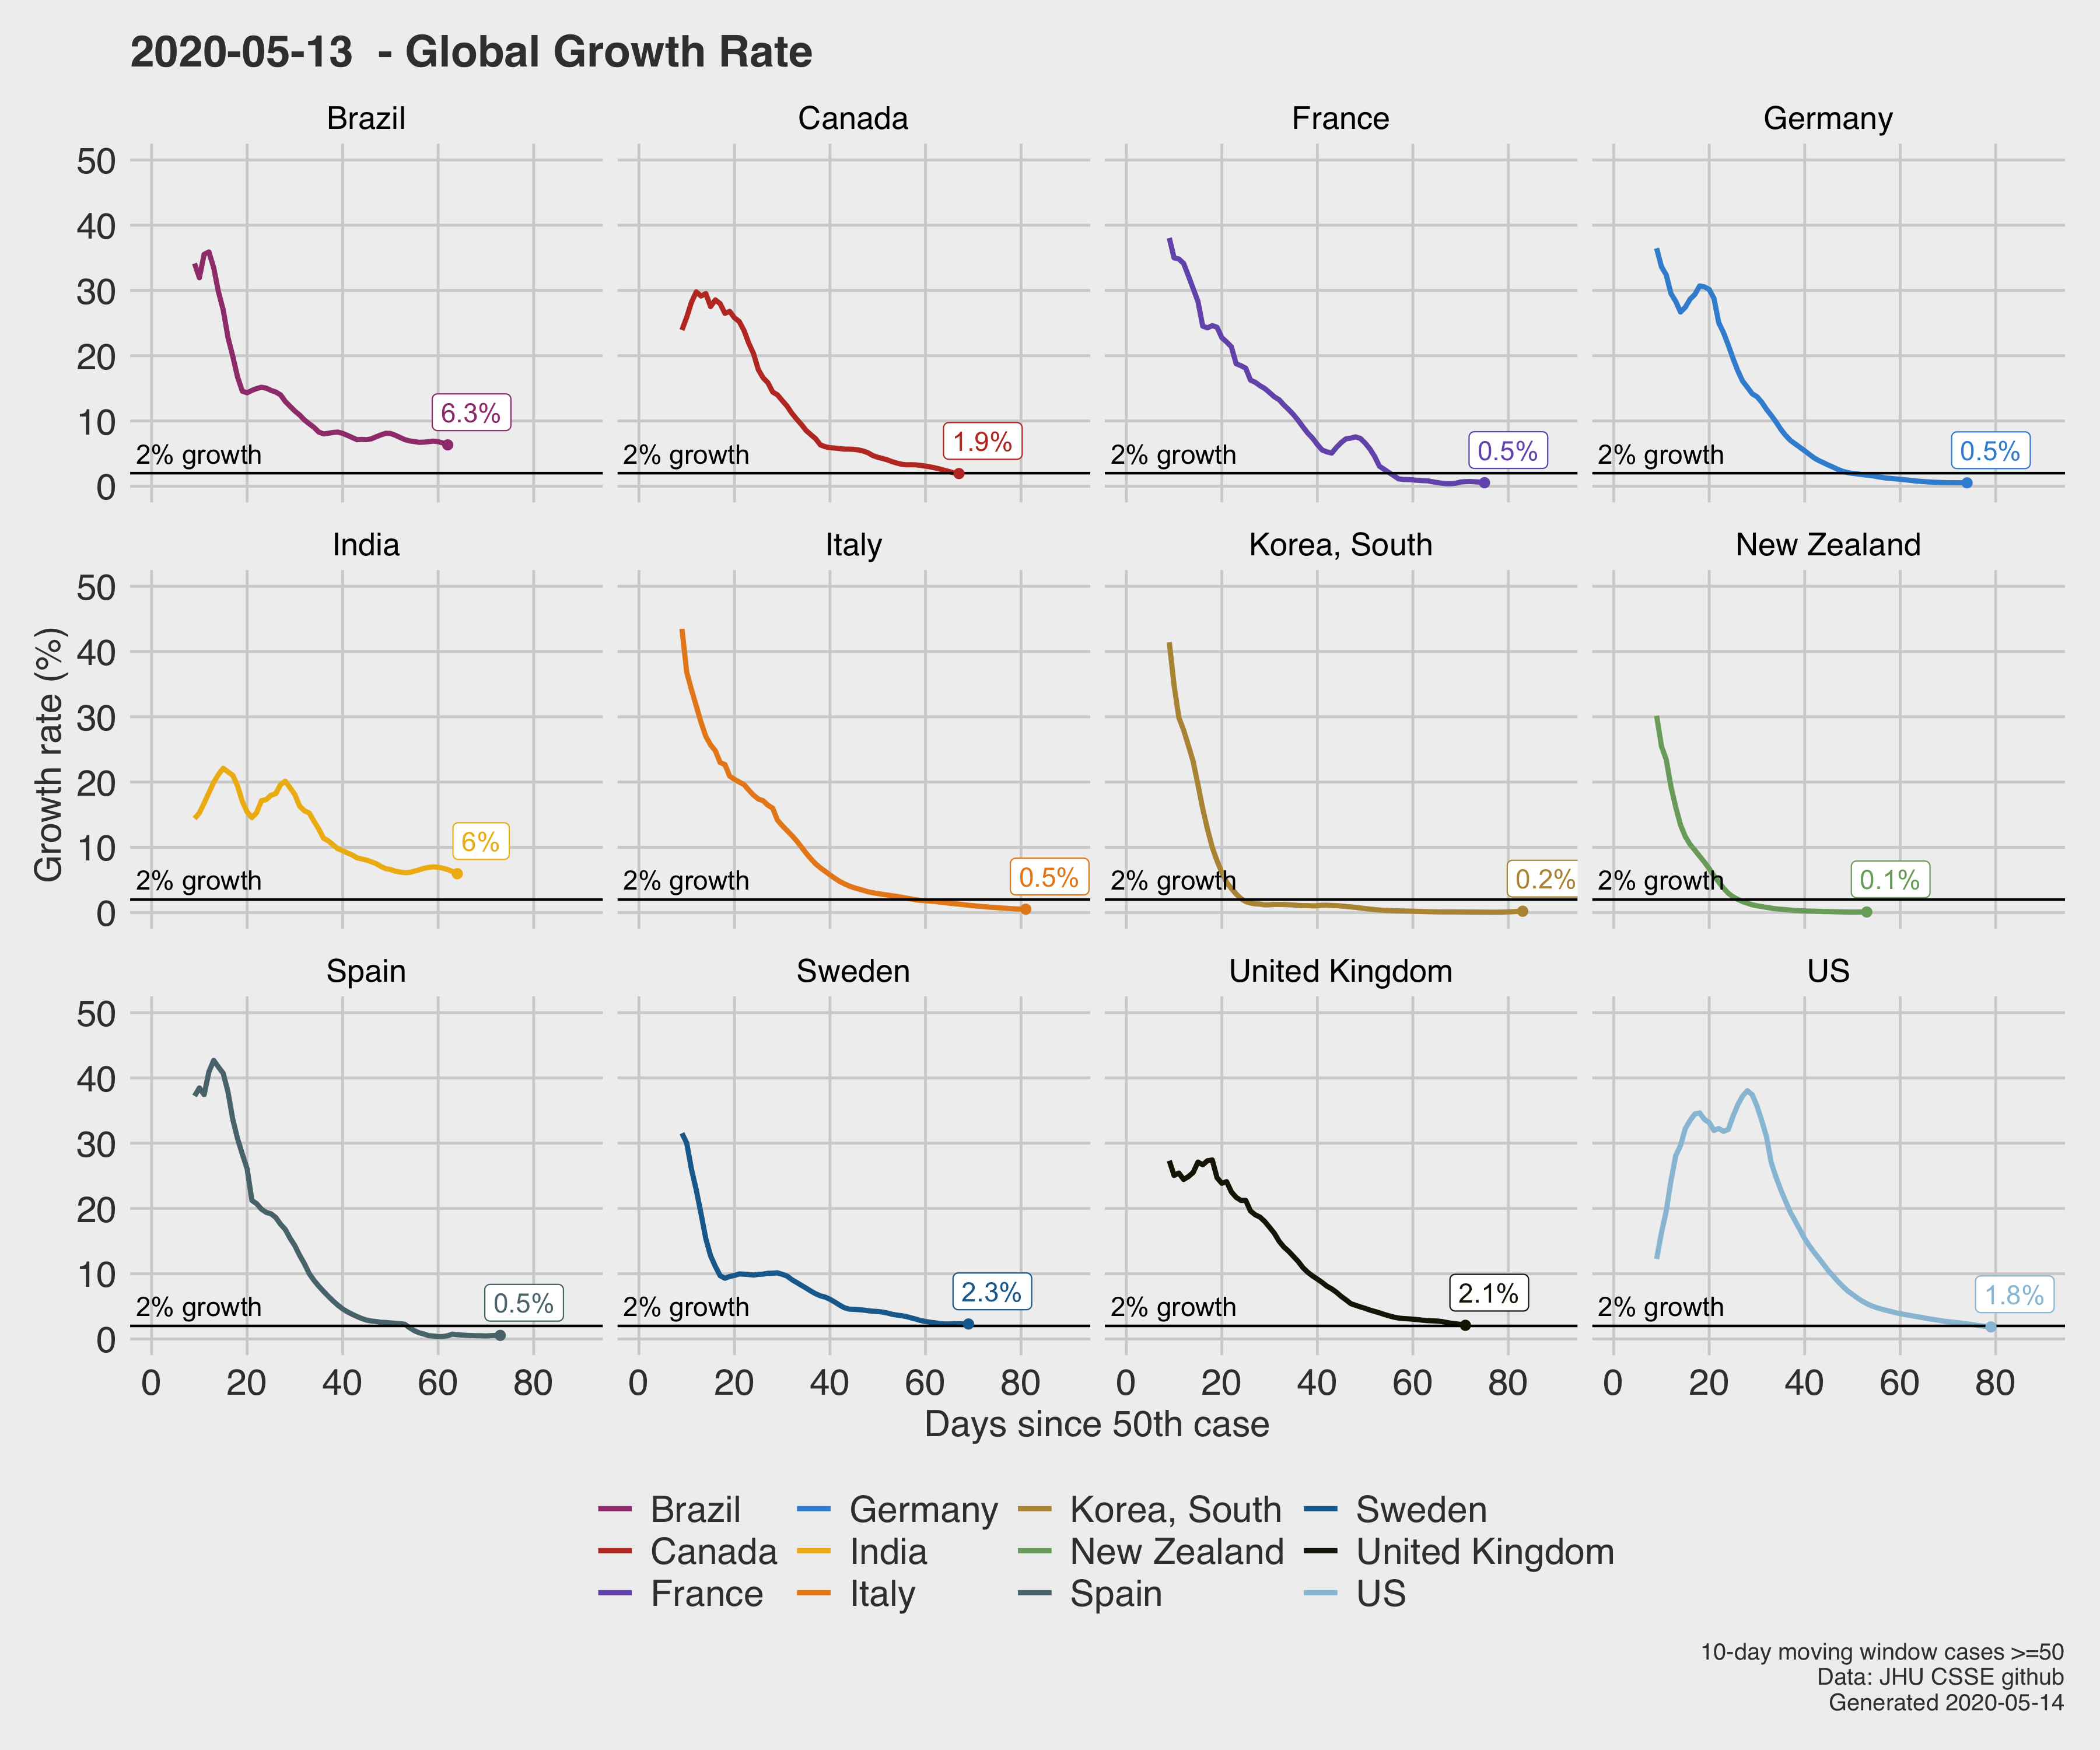 2020-05-13  - Global Growth Rate
Brazil
Canada
France
Germany
50
40
30
20
10
0
6.3%
2% growth
1.9%
2% growth
0.5%
2% growth
0.5%
2% growth
India
Italy
Korea, South
New Zealand
Growth rate (%)
50
40
30
20
10
0
6%
2% growth
0.5%
2% growth
0.2%
2% growth
0.1%
2% growth
Spain
Sweden
United Kingdom
US
50
40
30
20
10
0
0.5%
2% growth
2.3%
2% growth
2.1%
2% growth
1.8%
2% growth
0 20 40 60 80
0 20 40 60 80
0 20 40 60 80
0 20 40 60 80
Days since 50th case
Brazil
Canada
France
Germany
India
Italy
Korea, South
New Zealand
Spain
Sweden
United Kingdom
US
10-day moving window cases >=50
Data: JHU CSSE github
Generated 2020-05-14